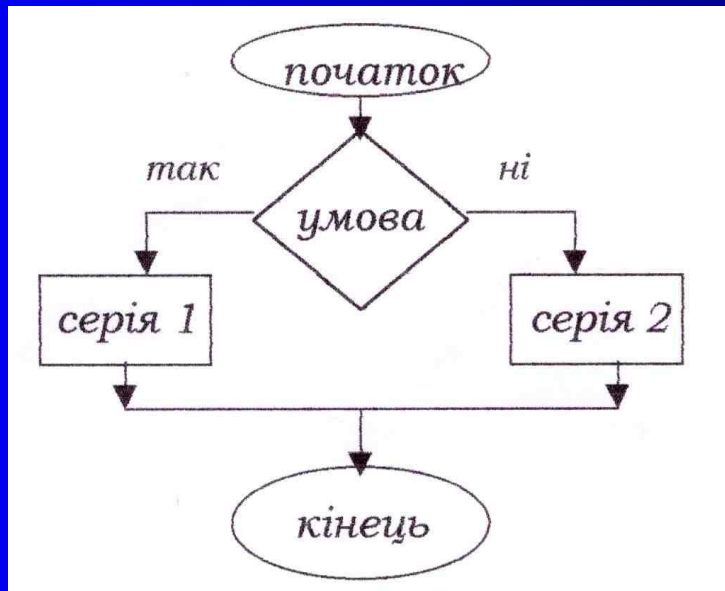 початок
так
ні
умова
серія 1
серія 2
кінець